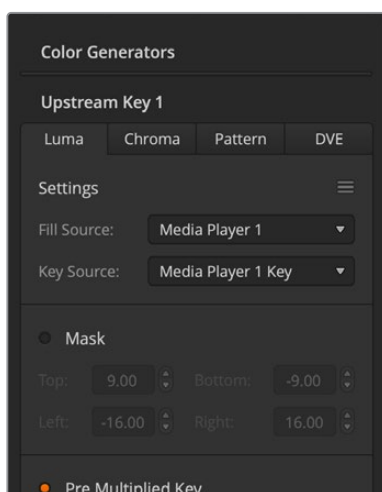 Color Generators
Upstream Key 1
Luma Chroma Pattern DVE
Settings
Fill Source: Media Player 1
Key Source: Media Player 1 Key
Mask
Top: 9.00 Bottom: -9.00
Left: -16.00 Right: 16.00
Pre Multiplied Key